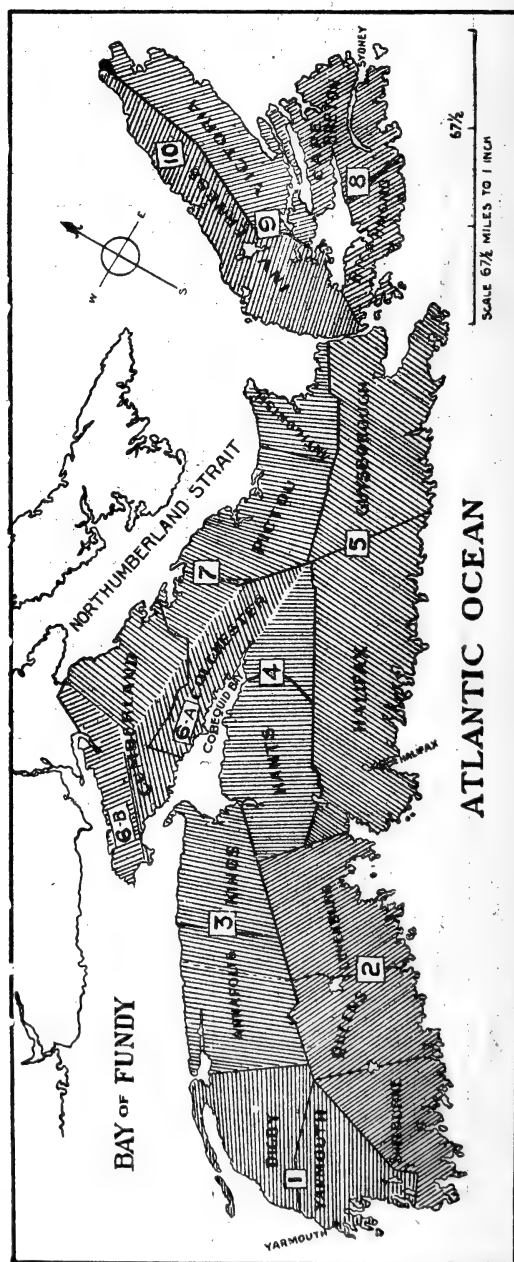 BAY OF FUNDY
NORTHUMBERLAND STRAIT
ATLANTIC OCEAN
COBEQUID BAY
W
E
S
SCALE 67½ MILES TO 1 INCH
67½
1
DIGBY
YARMOUTH
YARMOUTH
SHELBURNE
2
QUEENS
LUNENBURG
3
ANNAPOLIS
KINGS
4
HANTS
HALIFAX
HALIFAX
5
GUYSBOROUGH
6-A
COLCHESTER
6-B
CUMBERLAND
7
PICTOU
8
RICHMOND
CAPE BRETON
SYDNEY
9
VICTORIA
10
INVERNESS